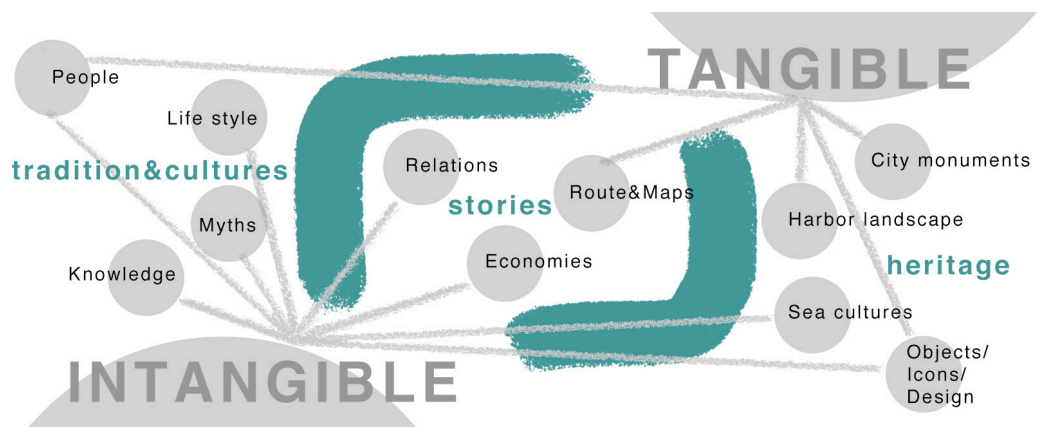 TANGIBLE
People
Life style
tradition&cultures
Relations
City monuments
Route&Maps
stories
Myths
Harbor landscape
Knowledge
Economies
heritage
Sea cultures
Objects/
Icons/
Design
INTANGIBLE